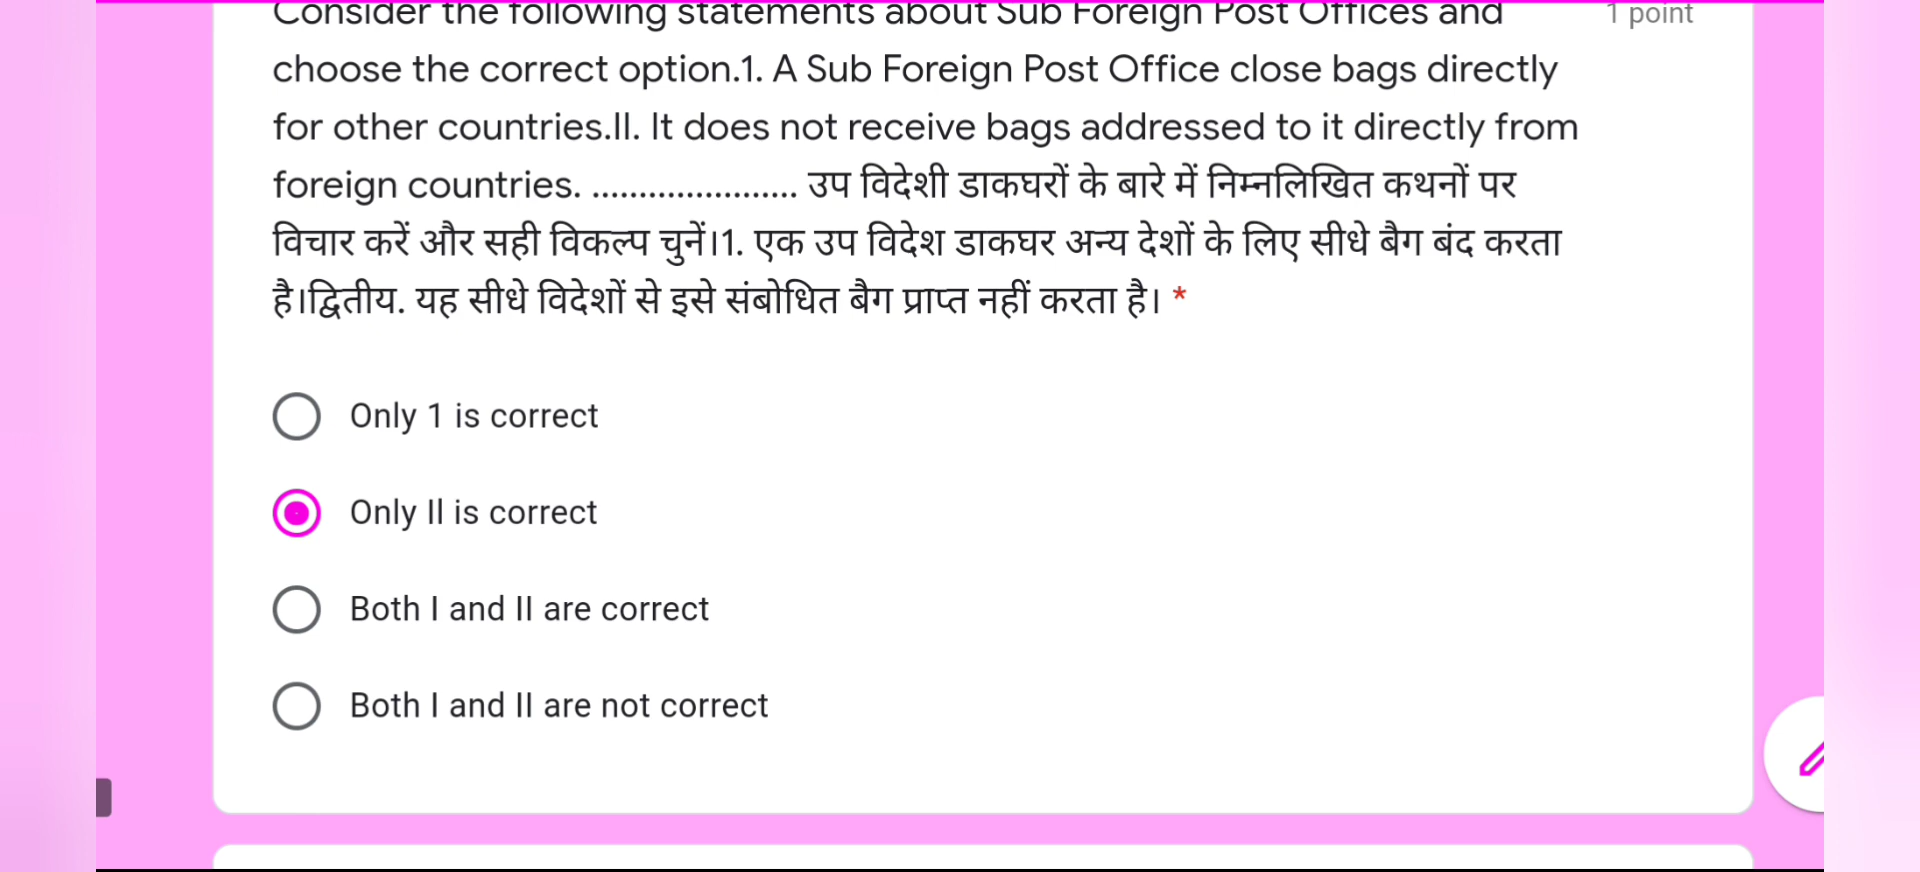 Consider the following statements about Sub Foreign Post Offices and
1 point
choose the correct option.1. A Sub Foreign Post Office close bags directly
for other countries.II. It does not receive bags addressed to it directly from
foreign countries. ...................... उप विदेशी डाकघरों के बारे में निम्नलिखित कथनों पर
विचार करें और सही विकल्प चुनें।1. एक उप विदेश डाकघर अन्य देशों के लिए सीधे बैग बंद करता
है।द्वितीय. यह सीधे विदेशों से इसे संबोधित बैग प्राप्त नहीं करता है। *
Only 1 is correct
Only II is correct
Both I and II are correct
Both I and II are not correct